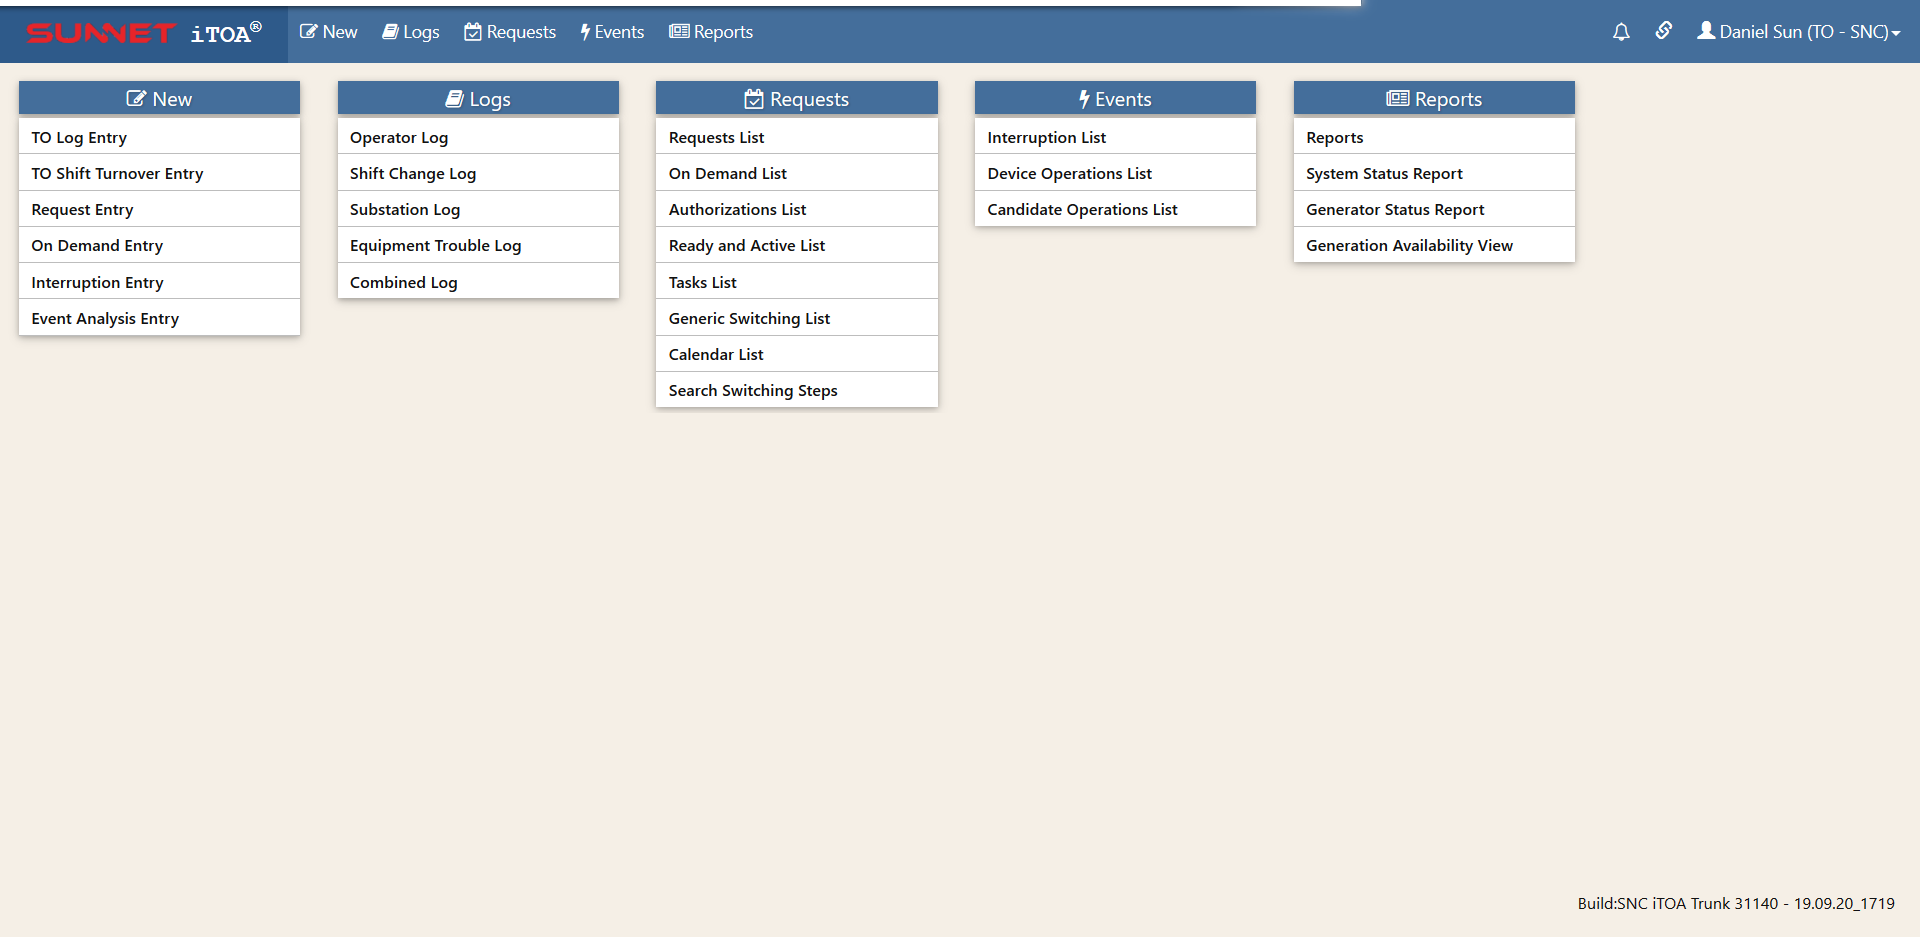 SUNNET iTOA® New Logs Requests Events Reports Daniel Sun (TO - SNC)
New
TO Log Entry
TO Shift Turnover Entry
Request Entry
On Demand Entry
Interruption Entry
Event Analysis Entry
Logs
Operator Log
Shift Change Log
Substation Log
Equipment Trouble Log
Combined Log
Requests
Requests List
On Demand List
Authorizations List
Ready and Active List
Tasks List
Generic Switching List
Calendar List
Search Switching Steps
Events
Interruption List
Device Operations List
Candidate Operations List
Reports
Reports
System Status Report
Generator Status Report
Generation Availability View
Build:SNC iTOA Trunk 31140 - 19.09.20_1719